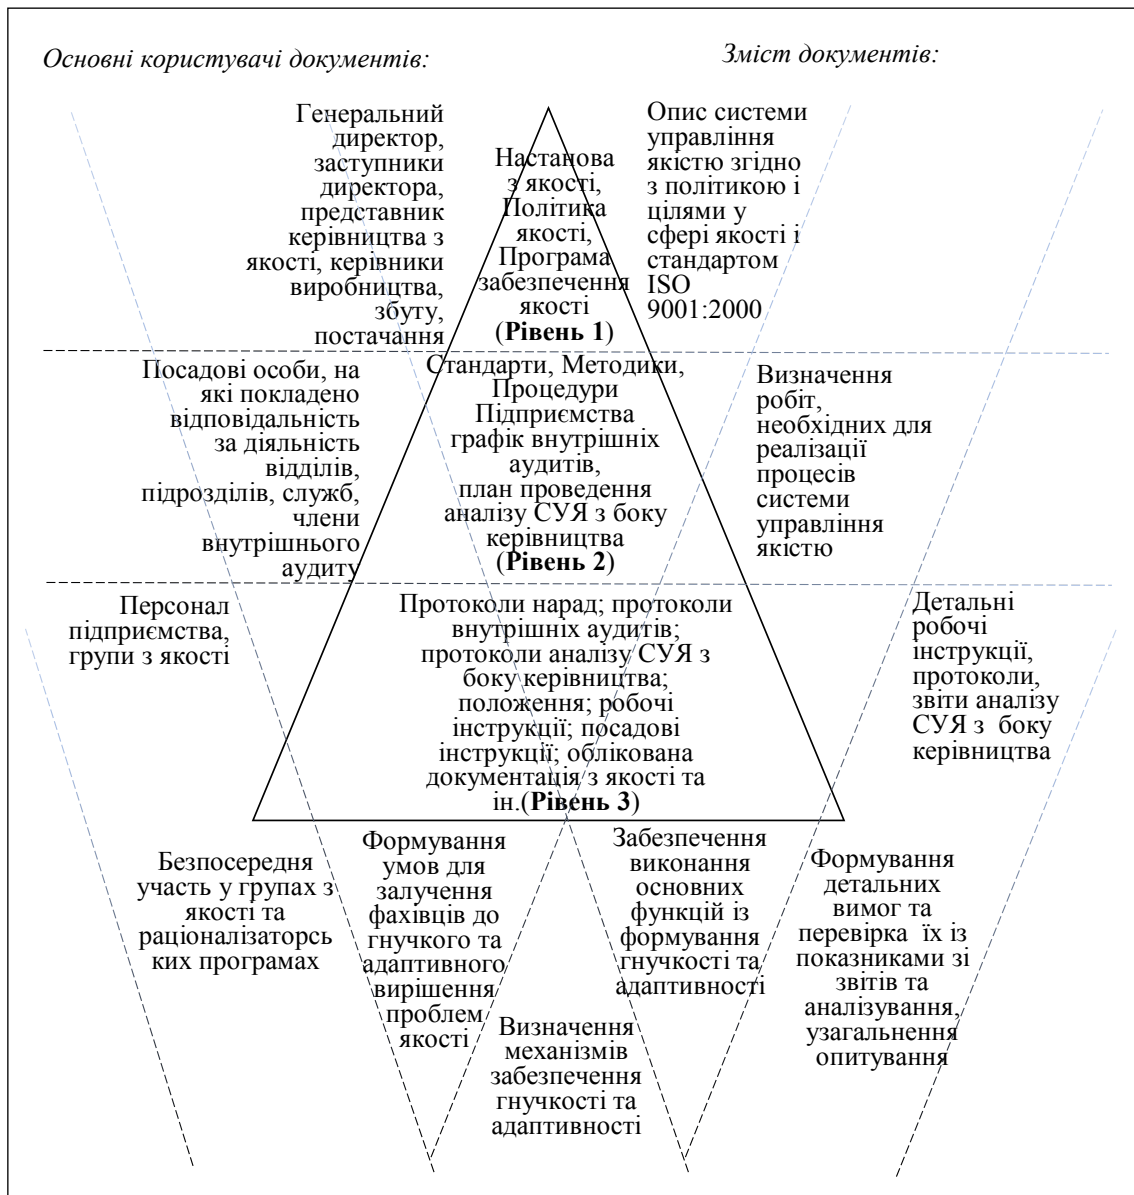 Основні користувачі документів:
Зміст документів:
Генеральний
директор,
заступники
директора,
представник
керівництва з
якості, керівники
виробництва,
збуту,
постачання
Настанова
з якості,
Політика
якості,
Програма
забезпечення
якості
(Рівень 1)
Опис системи
управління
якістю згідно
з політикою і
цілями у
сфері якості і
стандартом
ISO
9001:2000
Посадові особи, на
які покладено
відповідальність
за діяльність
відділів,
підрозділів, служб,
члени
внутрішнього
аудиту
Стандарти, Методики,
Процедури
Підприємства
графік внутрішніх
аудитів,
план проведення
аналізу СУЯ з боку
керівництва
(Рівень 2)
Визначення
робіт,
необхідних для
реалізації
процесів
системи
управління
якістю
Персонал
підприємства,
групи з якості
Протоколи нарад; протоколи
внутрішніх аудитів;
протоколи аналізу СУЯ з
боку керівництва;
положення; робочі
інструкції; посадові
інструкції; облікована
документація з якості та
ін.(Рівень 3)
Детальні
робочі
інструкції,
протоколи,
звіти аналізу
СУЯ з боку
керівництва
Безпосередня
участь у групах з
якості та
раціоналізаторсь
ких програмах
Формування
умов для
залучення
фахівців до
гнучкого та
адаптивного
вирішення
проблем
якості
Визначення
механізмів
забезпечення
гнучкості та
адаптивності
Забезпечення
виконання
основних
функцій із
формування
гнучкості та
адаптивності
Формування
детальних
вимог та
перевірка їх із
показниками зі
звітів та
аналізування,
узагальнення
опитування